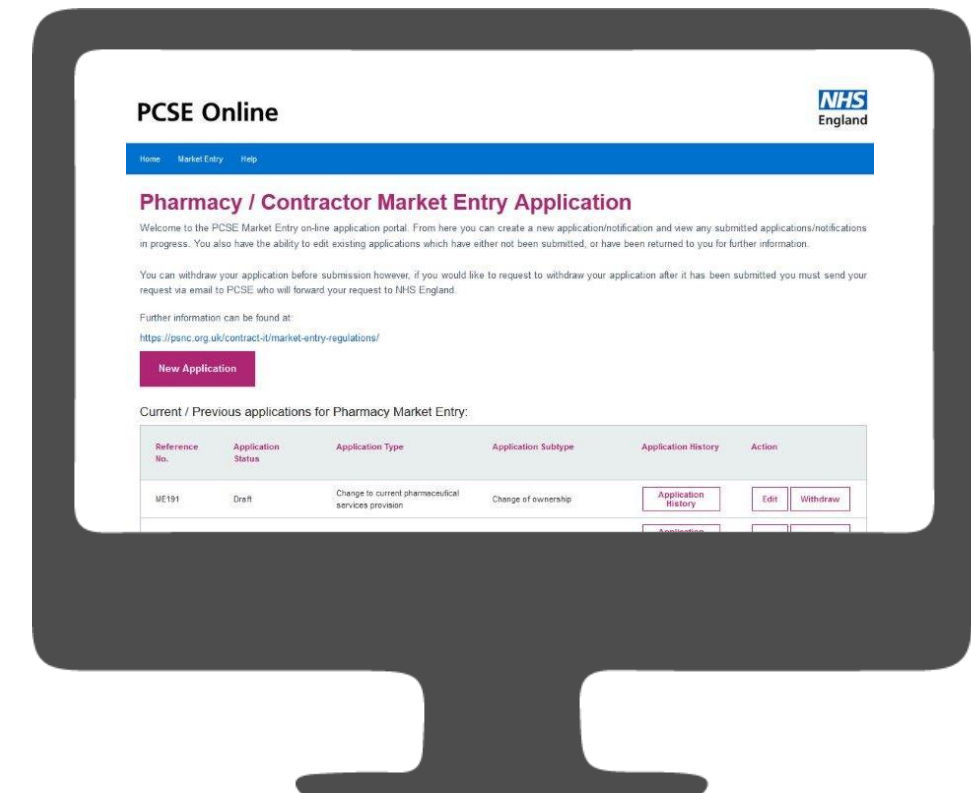 PCSE Online
NHS
England
Home Market Entry Help
Pharmacy / Contractor Market Entry Application
Welcome to the PCSE Market Entry on-line application portal. From here you can create a new application/notification and view any submitted applications/notifications
in progress. You also have the ability to edit existing applications which have either not been submitted, or have been returned to you for further information.
You can withdraw your application before submission however, if you would like to request to withdraw your application after it has been submitted you must send your
request via email to PCSE who will forward your request to NHS England.
Further information can be found at:
https://psnc.org.uk/contract-it/market-entry-regulations/
New Application
Current / Previous applications for Pharmacy Market Entry:
Reference Application Application Type Application Subtype Application History Action
No. Status
ME191 Draft Change to current pharmaceutical Change of ownership Application Edit Withdraw
services provision History
Application